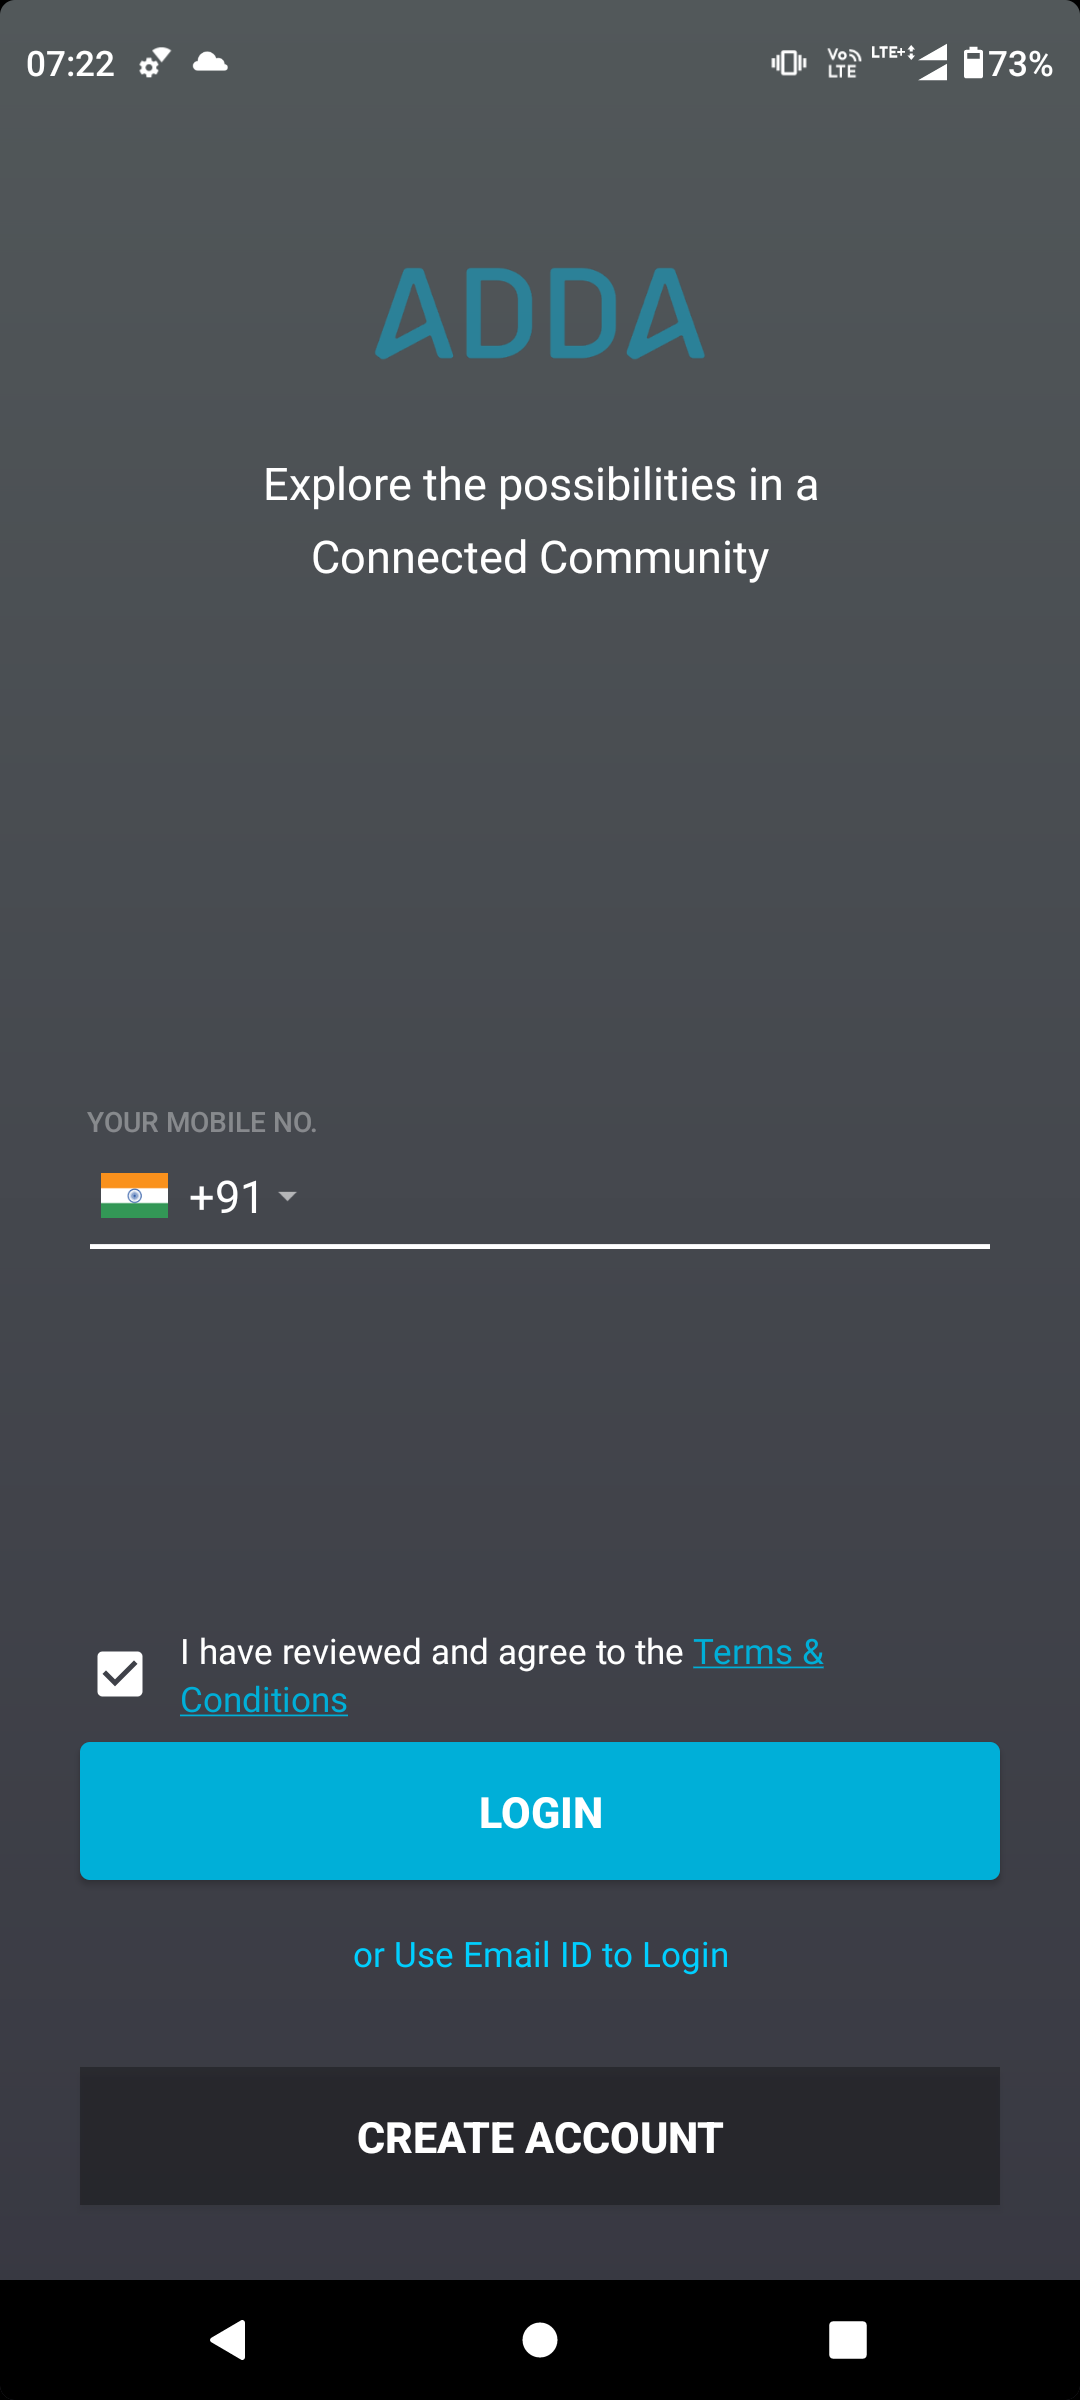 07:22
Vo LTE LTE+ 73%
ADDA
Explore the possibilities in a
Connected Community
YOUR MOBILE NO.
+91
I have reviewed and agree to the Terms &
Conditions
LOGIN
or Use Email ID to Login
CREATE ACCOUNT